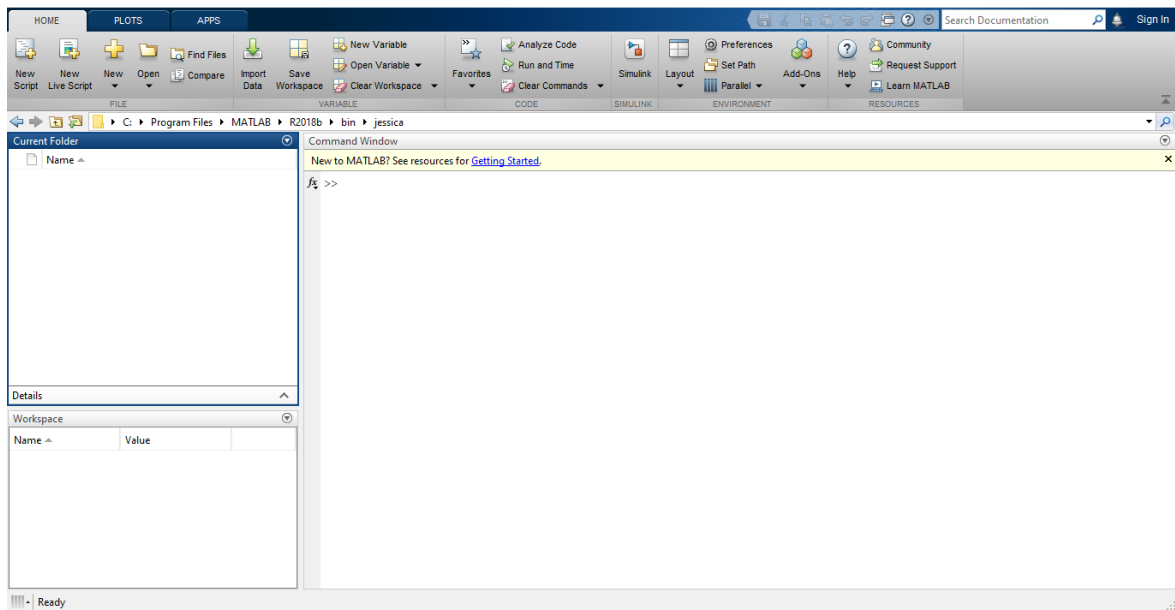 HOME PLOTS APPS Search Documentation Sign In
New Script
New Live Script
New
Open
Find Files
Compare
Import Data
Save Workspace
New Variable
Open Variable
Clear Workspace
Favorites
Analyze Code
Run and Time
Clear Commands
Simulink
Layout
Preferences
Set Path
Parallel
Add-Ons
Help
Community
Request Support
Learn MATLAB
FILE VARIABLE CODE SIMULINK ENVIRONMENT RESOURCES
C: Program Files MATLAB R2018b bin jessica
Current Folder
Name
Details
Workspace
Name Value
Command Window
New to MATLAB? See resources for Getting Started.
fx >>
Ready